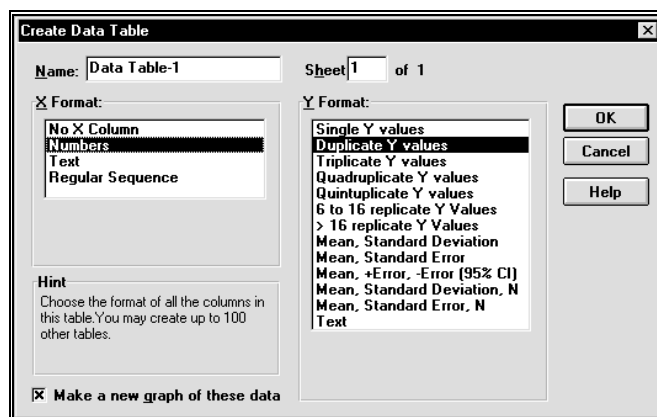 Create Data Table
Name: Data Table-1
Sheet 1 of 1
X Format:
No X Column
Numbers
Text
Regular Sequence
Y Format:
Single Y values
Duplicate Y values
Triplicate Y values
Quadruplicate Y values
Quintuplicate Y values
6 to 16 replicate Y Values
> 16 replicate Y Values
Mean, Standard Deviation
Mean, Standard Error
Mean, +Error, -Error (95% CI)
Mean, Standard Deviation, N
Mean, Standard Error, N
Text
OK
Cancel
Help
Hint
Choose the format of all the columns in
this table.You may create up to 100
other tables.
Make a new graph of these data